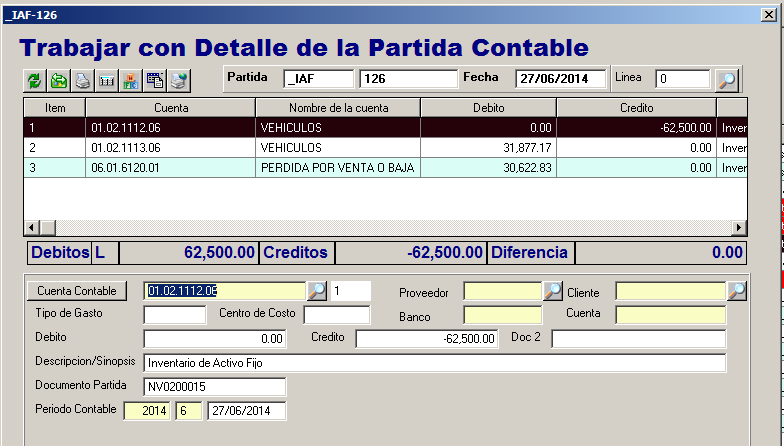 _IAF-126
Trabajar con Detalle de la Partida Contable
Partida _IAF 126 Fecha 27/06/2014 Linea 0
Item Cuenta Nombre de la cuenta Debito Credito
1 01.02.1112.06 VEHICULOS 0.00 -62,500.00 Inver
2 01.02.1113.06 VEHICULOS 31,877.17 0.00 Inver
3 06.01.6120.01 PERDIDA POR VENTA O BAJA 30,622.83 0.00 Inver
Debitos L 62,500.00 Creditos -62,500.00 Diferencia 0.00
Cuenta Contable 01.02.1112.06 1 Proveedor Cliente
Tipo de Gasto Centro de Costo Banco Cuenta
Debito 0.00 Credito -62,500.00 Doc 2
Descripcion/Sinopsis Inventario de Activo Fijo
Documento Partida NV0200015
Periodo Contable 2014 6 27/06/2014